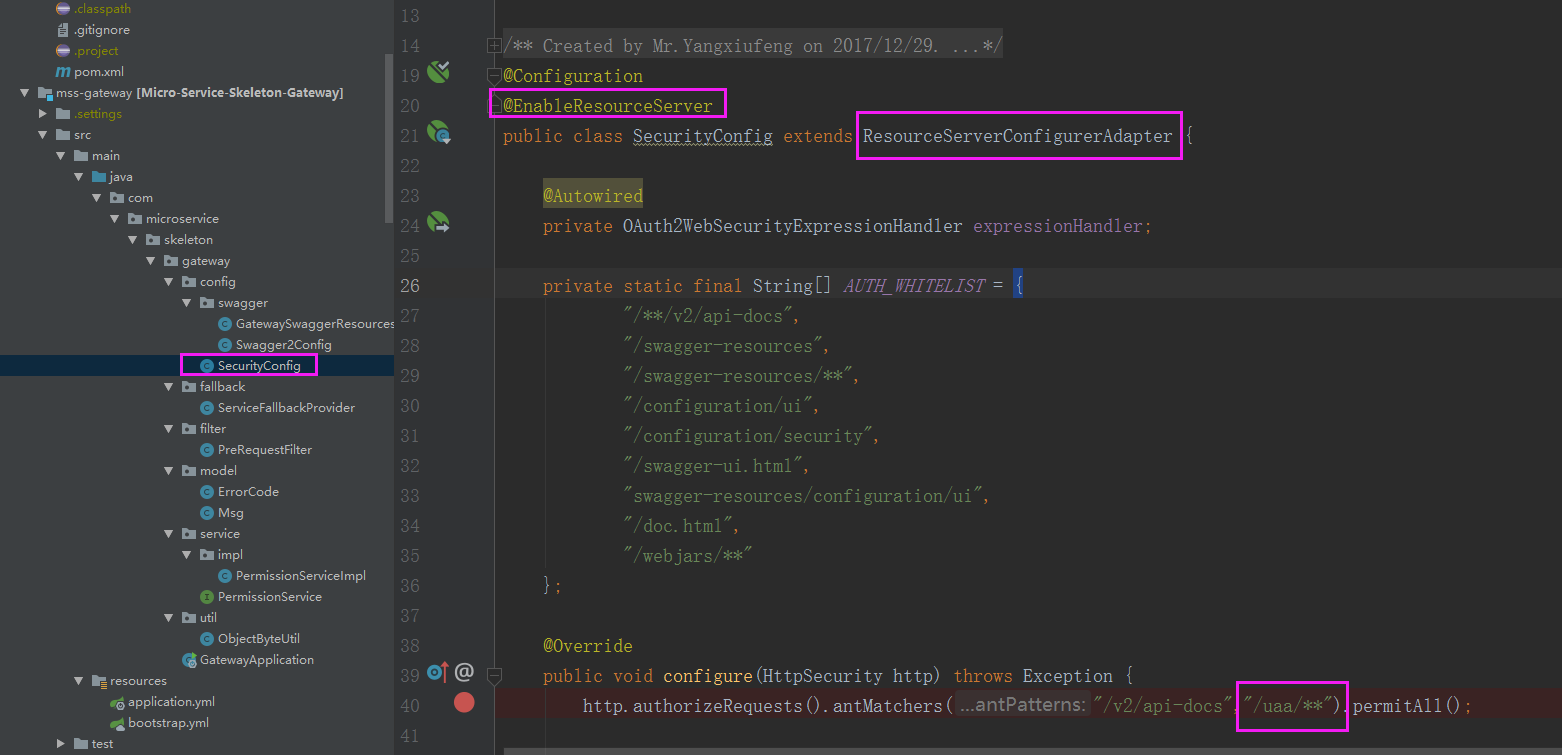 .classpath
.gitignore
.project
pom.xml
mss-gateway [Micro-Service-Skeleton-Gateway]
.settings
src
main
java
com
microservice
skeleton
gateway
config
swagger
GatewaySwaggerResources
Swagger2Config
SecurityConfig
fallback
ServiceFallbackProvider
filter
PreRequestFilter
model
ErrorCode
Msg
service
impl
PermissionServiceImpl
PermissionService
util
ObjectByteUtil
GatewayApplication
resources
application.yml
bootstrap.yml
test
13
14 /** Created by Mr.Yangxiufeng on 2017/12/29. ...*/
19 @Configuration
20 @EnableResourceServer
21 public class SecurityConfig extends ResourceServerConfigurerAdapter {
22
23 @Autowired
24 private OAuth2WebSecurityExpressionHandler expressionHandler;
25
26 private static final String[] AUTH_WHITELIST = {
27 "/**/v2/api-docs",
28 "/swagger-resources",
29 "/swagger-resources/**",
30 "/configuration/ui",
31 "/configuration/security",
32 "/swagger-ui.html",
33 "swagger-resources/configuration/ui",
34 "/doc.html",
35 "/webjars/**"
36 };
37
38 @Override
39 @ public void configure(HttpSecurity http) throws Exception {
40 http.authorizeRequests().antMatchers( ...antPatterns: "/v2/api-docs","/uaa/**").permitAll();
41